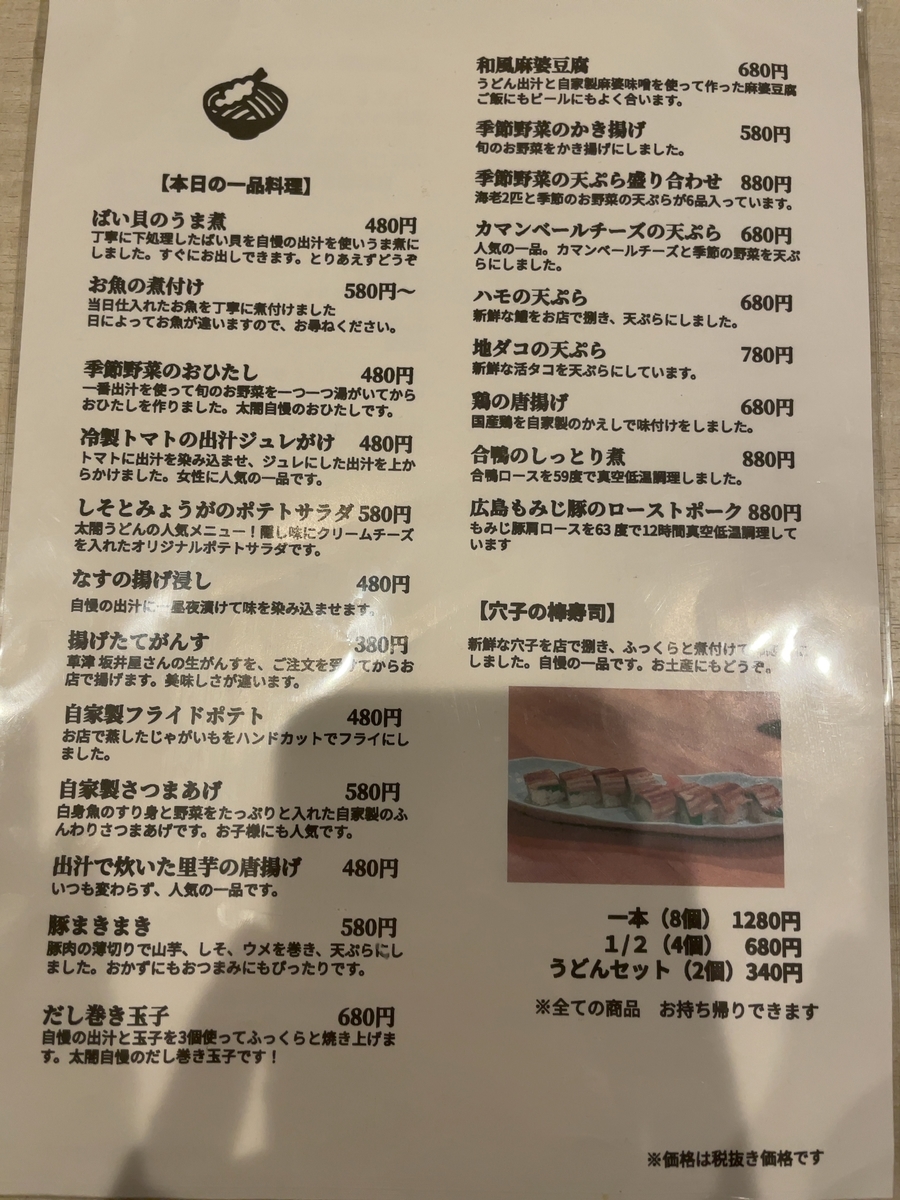 【本日の一品料理】
ばい貝のうま煮 480円
丁寧に下処理したばい貝を自慢の出汁を使いうま煮に
しました。すぐにお出しできます。とりあえずどうぞ
お魚の煮付け 580円〜
当日仕入れたお魚を丁寧に煮付けました
日によってお魚が違いますので、お尋ねください。
季節野菜のおひたし 480円
一番出汁を使って旬のお野菜を一つ一つ湯がいてから
おひたしを作りました。太閤自慢のおひたしです。
冷製トマトの出汁ジュレがけ 480円
トマトに出汁を染み込ませ、ジュレにした出汁を上か
らかけました。女性に人気の一品です。
しそとみょうがのポテトサラダ 580円
太閤うどんの人気メニュー！隠し味にクリームチーズ
を入れたオリジナルポテトサラダです。
なすの揚げ浸し 480円
自慢の出汁に一昼夜漬けて味を染み込ませます。
揚げたてがんす 380円
草津 坂井屋さんの生がんすを、ご注文を受けてからお
店で揚げます。美味しさが違います。
自家製フライドポテト 480円
お店で蒸したじゃがいもをハンドカットでフライにし
ました。
自家製さつまあげ 580円
白身魚のすり身と野菜をたっぷりと入れた自家製のふ
んわりさつまあげです。お子様にも人気です。
出汁で炊いた里芋の唐揚げ 480円
いつも変わらず、人気の一品です。
豚まきまき 580円
豚肉の薄切りで山芋、しそ、ウメを巻き、天ぷらにし
ました。おかずにもおつまみにもぴったりです。
だし巻き玉子 680円
自慢の出汁と玉子を3個使ってふっくらと焼き上げま
す。太閤自慢のだし巻き玉子です！
和風麻婆豆腐 680円
うどん出汁と自家製麻婆味噌を使って作った麻婆豆腐
ご飯にもビールにもよく合います。
季節野菜のかき揚げ 580円
旬のお野菜をかき揚げにしました。
季節野菜の天ぷら盛り合わせ 880円
海老2匹と季節のお野菜の天ぷらが6品入っています。
カマンベールチーズの天ぷら 680円
人気の一品。カマンベールチーズと季節の野菜を天ぷ
らにしました。
ハモの天ぷら 680円
新鮮な鱧をお店で捌き、天ぷらにしました。
地ダコの天ぷら 780円
新鮮な活タコを天ぷらにしています。
鶏の唐揚げ 680円
国産鶏を自家製のかえしで味付けをしました。
合鴨のしっとり煮 880円
合鴨ロースを59度で真空低温調理しました。
広島もみじ豚のローストポーク 880円
もみじ豚肩ロースを63 度で12時間真空低温調理して
います
【穴子の棒寿司】
新鮮な穴子を店で捌き、ふっくらと煮付けて
しました。自慢の一品です。お土産にもどうぞ。
一本（8個） 1280円
1/2（4個） 680円
うどんセット（2個）340円
※全ての商品 お持ち帰りできます
※価格は税抜き価格です